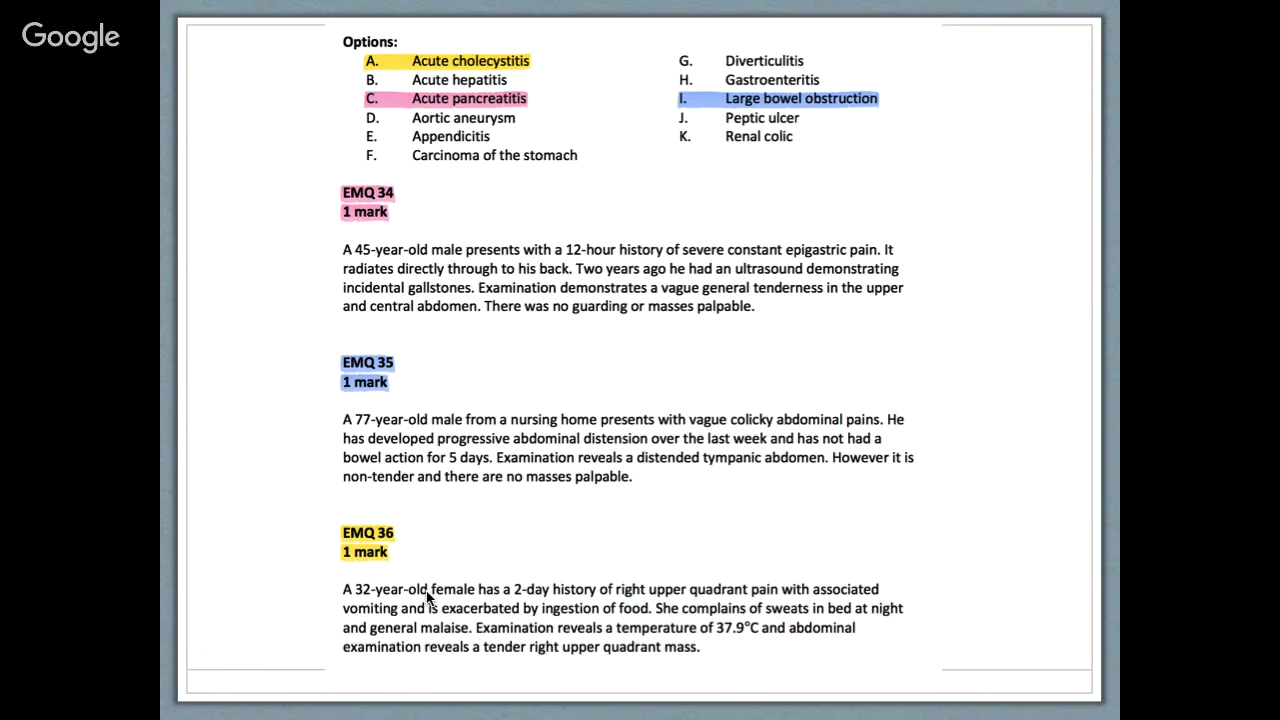 Google
Options:
A. Acute cholecystitis
B. Acute hepatitis
C. Acute pancreatitis
D. Aortic aneurysm
E. Appendicitis
F. Carcinoma of the stomach
G. Diverticulitis
H. Gastroenteritis
I. Large bowel obstruction
J. Peptic ulcer
K. Renal colic
EMQ 34
1 mark
A 45-year-old male presents with a 12-hour history of severe constant epigastric pain. It
radiates directly through to his back. Two years ago he had an ultrasound demonstrating
incidental gallstones. Examination demonstrates a vague general tenderness in the upper
and central abdomen. There was no guarding or masses palpable.
EMQ 35
1 mark
A 77-year-old male from a nursing home presents with vague colicky abdominal pains. He
has developed progressive abdominal distension over the last week and has not had a
bowel action for 5 days. Examination reveals a distended tympanic abdomen. However it is
non-tender and there are no masses palpable.
EMQ 36
1 mark
A 32-year-old female has a 2-day history of right upper quadrant pain with associated
vomiting and is exacerbated by ingestion of food. She complains of sweats in bed at night
and general malaise. Examination reveals a temperature of 37.9°C and abdominal
examination reveals a tender right upper quadrant mass.